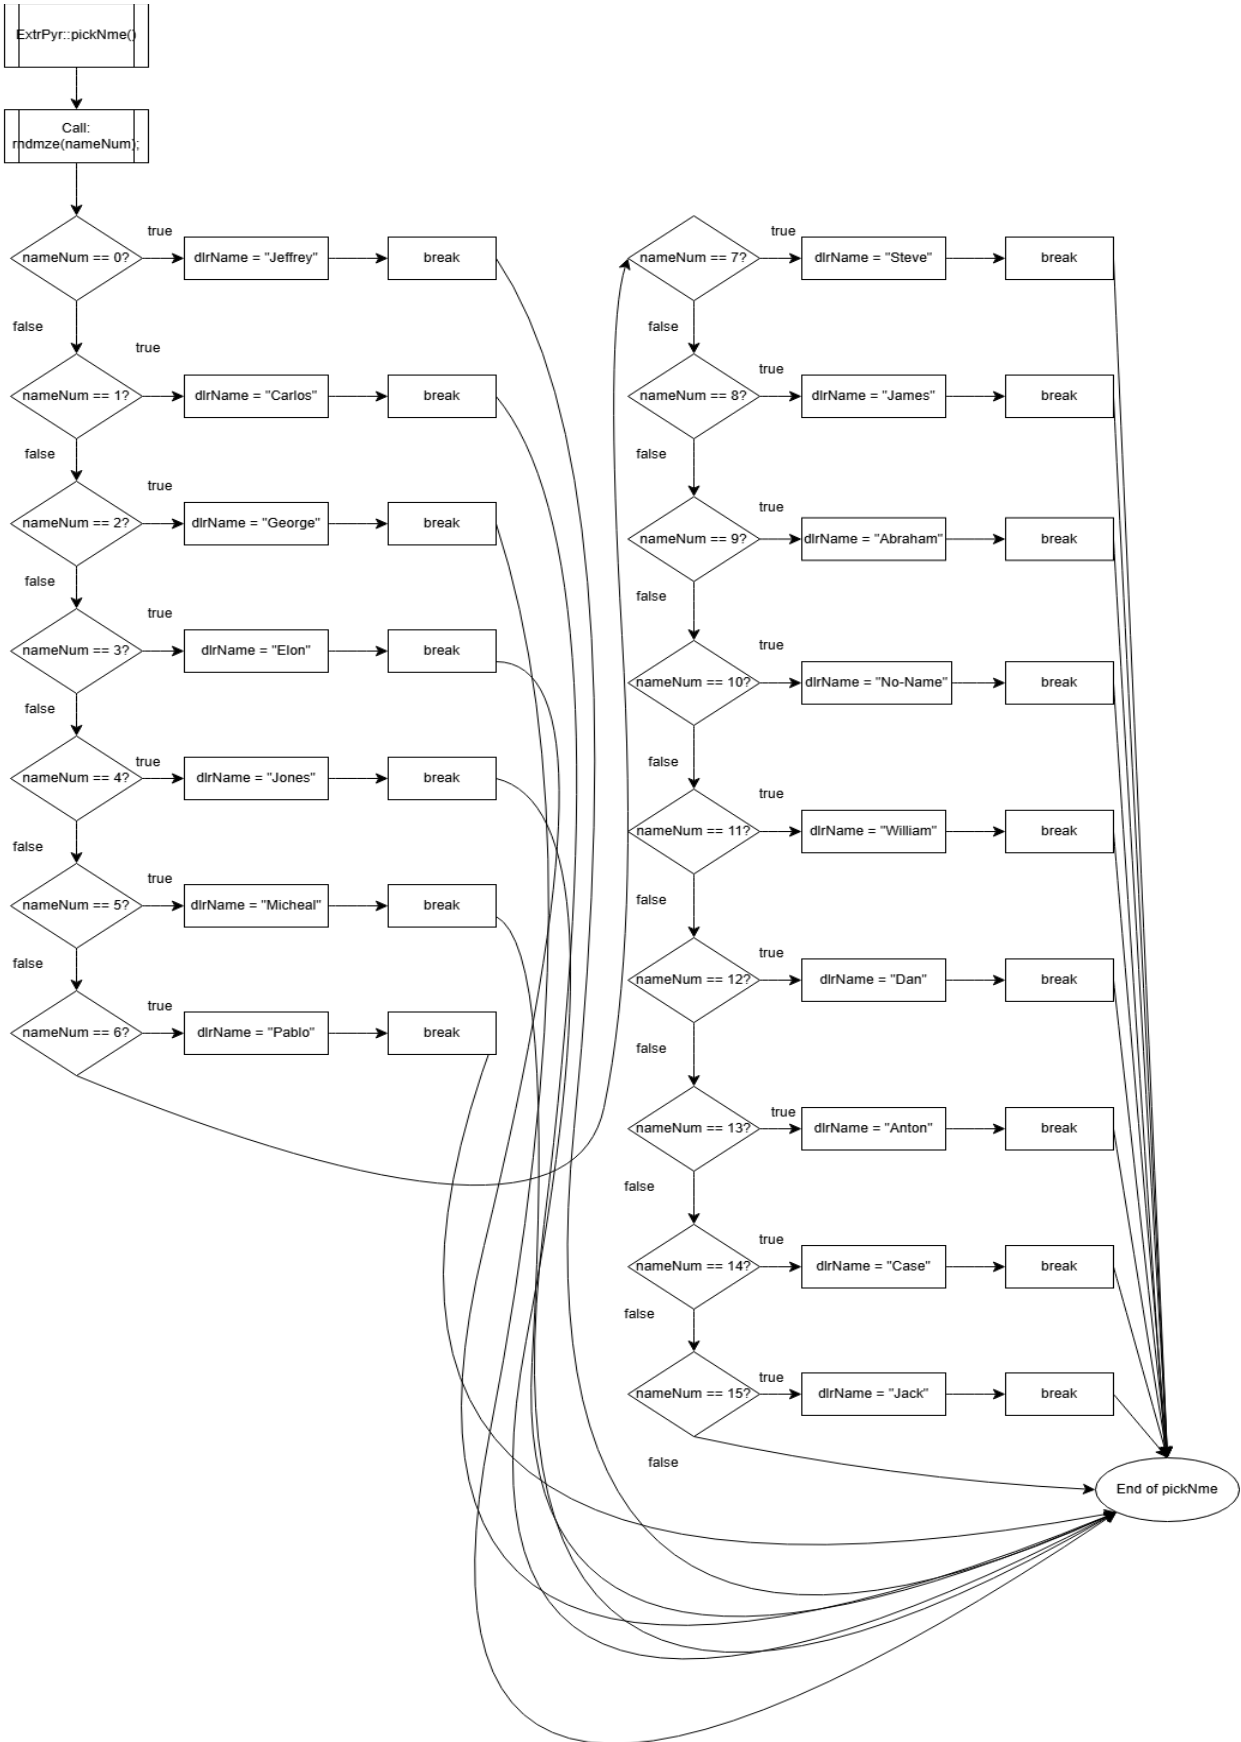 ExtrPyr::pickNme()
Call:
rndmze(nameNum);
nameNum == 0?
true
dlrName = "Jeffrey"
break
false
nameNum == 1?
true
dlrName = "Carlos"
break
false
nameNum == 2?
true
dlrName = "George"
break
false
nameNum == 3?
true
dlrName = "Elon"
break
false
nameNum == 4?
true
dlrName = "Jones"
break
false
nameNum == 5?
true
dlrName = "Micheal"
break
false
nameNum == 6?
true
dlrName = "Pablo"
break
nameNum == 7?
true
dlrName = "Steve"
break
false
nameNum == 8?
true
dlrName = "James"
break
false
nameNum == 9?
true
dlrName = "Abraham"
break
false
nameNum == 10?
true
dlrName = "No-Name"
break
false
nameNum == 11?
true
dlrName = "William"
break
false
nameNum == 12?
true
dlrName = "Dan"
break
false
nameNum == 13?
true
dlrName = "Anton"
break
false
nameNum == 14?
true
dlrName = "Case"
break
false
nameNum == 15?
true
dlrName = "Jack"
break
false
End of pickNme